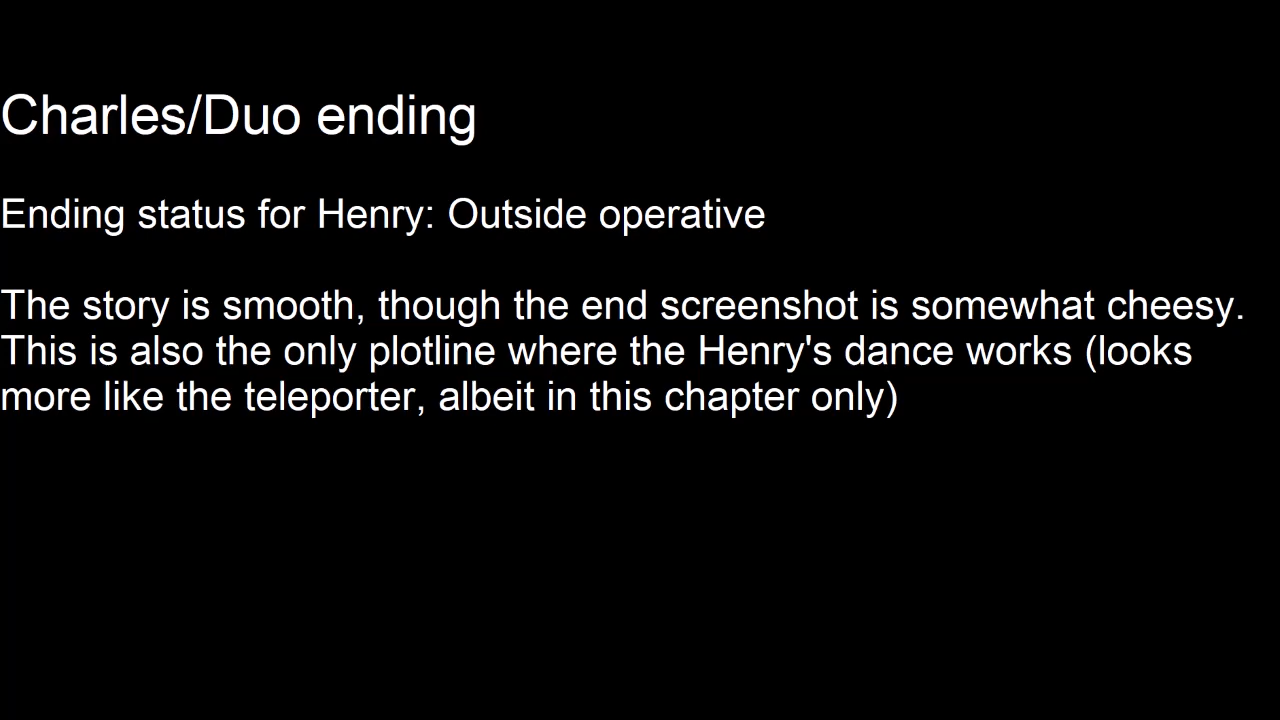 Charles/Duo ending
Ending status for Henry: Outside operative
The story is smooth, though the end screenshot is somewhat cheesy.
This is also the only plotline where the Henry's dance works (looks
more like the teleporter, albeit in this chapter only)